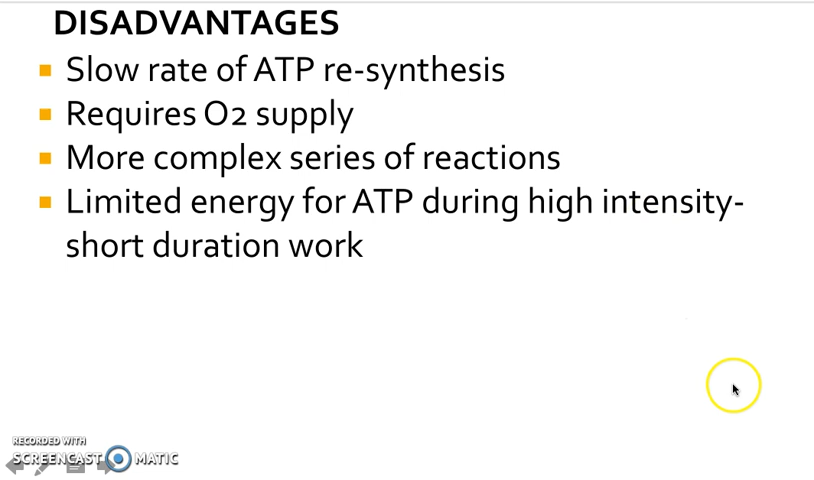 DISADVANTAGES
Slow rate of ATP re-synthesis
Requires O2 supply
More complex series of reactions
Limited energy for ATP during high intensity-
short duration work
RECORDED WITH
SCREENCAST MATIC